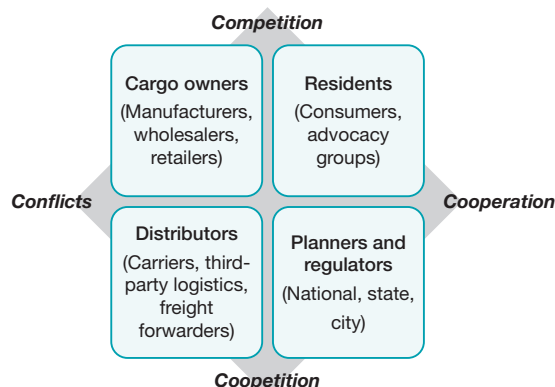 Competition
Cargo owners
(Manufacturers,
wholesalers,
retailers)
Residents
(Consumers,
advocacy
groups)
Conflicts
Cooperation
Distributors
(Carriers, third-
party logistics,
freight
forwarders)
Planners and
regulators
(National, state,
city)
Coopetition